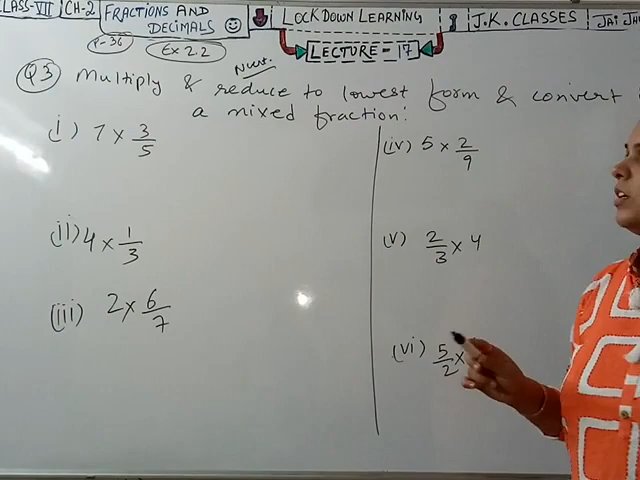 CLASS-VII CH-2 FRACTIONS AND DECIMALS ☺ LOCKDOWN LEARNING J.K. CLASSES JAI
P-36 EX 2.2 LECTURE = 17
Q3 Multiply & reduce to lowest form & convert
a mixed fraction:
(i) 7 × 3/5
(ii) 4 × 1/3
(iii) 2 × 6/7
(iv) 5 × 2/9
(v) 2/3 × 4
(vi) 5/2 ×